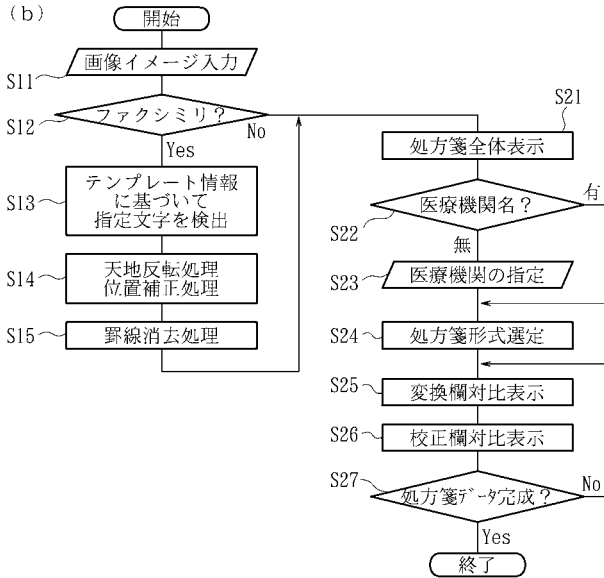 (b)
開始
S11
画像イメージ入力
S12
ファクシミリ?
No
Yes
S13
テンプレート情報
に基づいて
指定文字を検出
S14
天地反転処理
位置補正処理
S15
罫線消去処理
S21
処方箋全体表示
S22
医療機関名?
有
無
S23
医療機関の指定
S24
処方箋形式選定
S25
変換欄対比表示
S26
校正欄対比表示
S27
処方箋データ完成?
No
Yes
終了